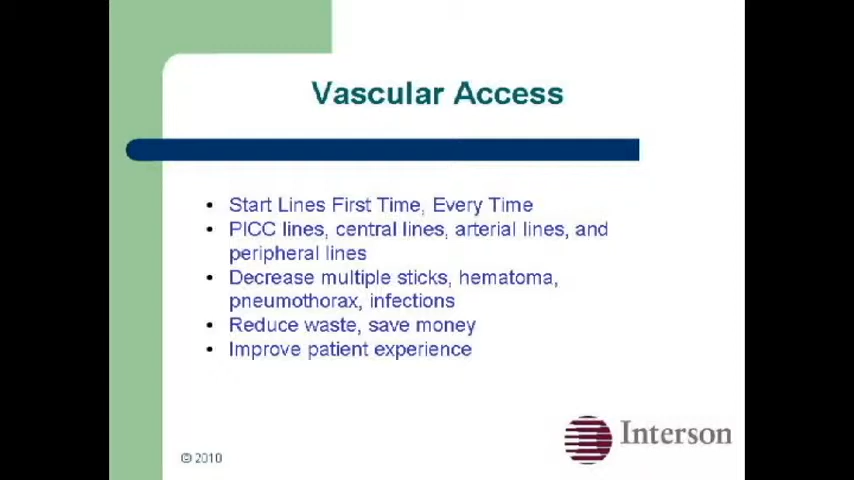 Vascular Access
• Start Lines First Time, Every Time
• PICC lines, central lines, arterial lines, and
peripheral lines
• Decrease multiple sticks, hematoma,
pneumothorax, infections
• Reduce waste, save money
• Improve patient experience
Interson
© 2010